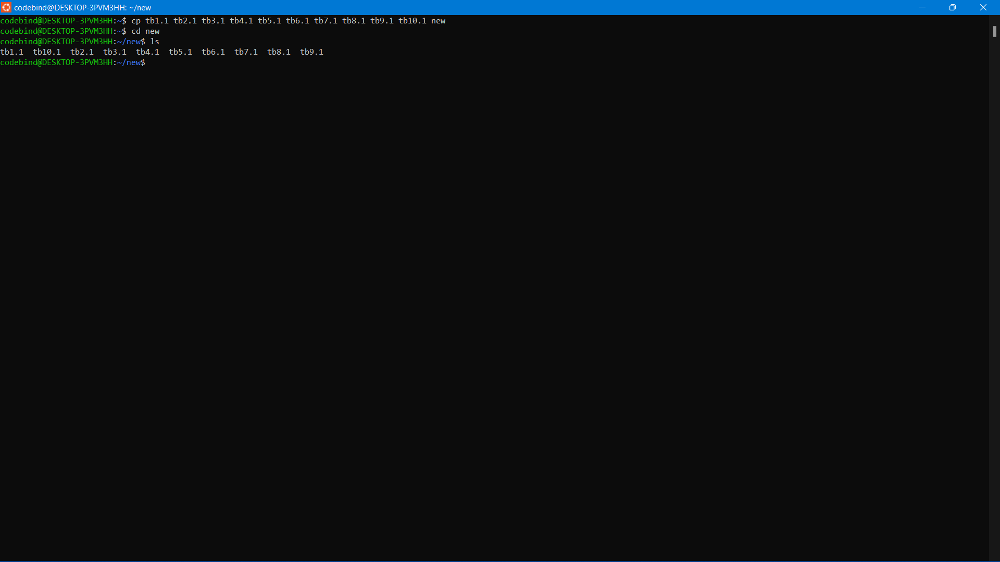 codebind@DESKTOP-3PVM3HH: ~/new
codebind@DESKTOP-3PVM3HH:~$ cp tb1.1 tb2.1 tb3.1 tb4.1 tb5.1 tb6.1 tb7.1 tb8.1 tb9.1 tb10.1 new
codebind@DESKTOP-3PVM3HH:~$ cd new
codebind@DESKTOP-3PVM3HH:~/new$ ls
tb1.1  tb10.1  tb2.1  tb3.1  tb4.1  tb5.1  tb6.1  tb7.1  tb8.1  tb9.1
codebind@DESKTOP-3PVM3HH:~/new$